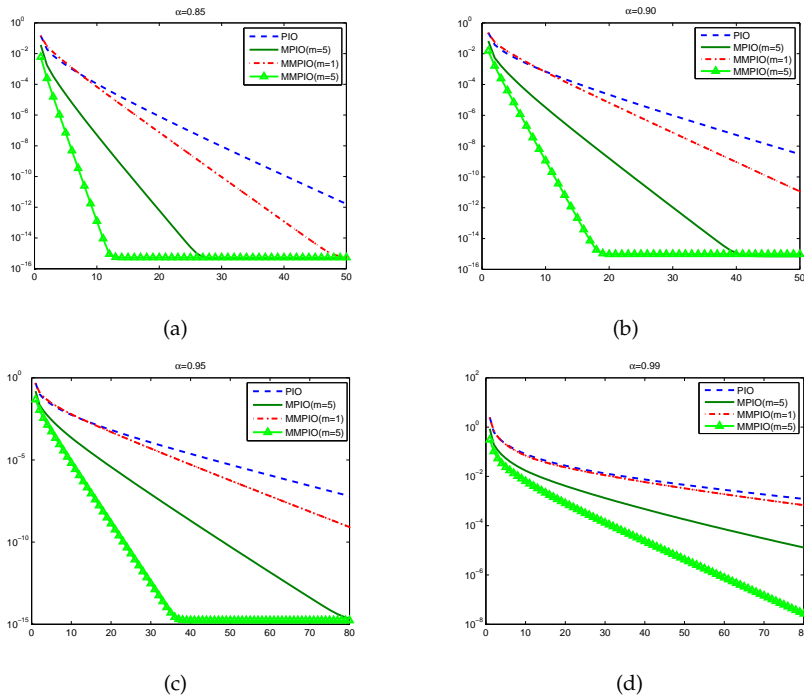 α=0.85
10^0
10^-2
10^-4
10^-6
10^-8
10^-10
10^-12
10^-14
10^-16
0
10
20
30
40
50
PIO
MPIO(m=5)
MMPIO(m=1)
MMPIO(m=5)
(a)
α=0.90
10^0
10^-2
10^-4
10^-6
10^-8
10^-10
10^-12
10^-14
10^-16
0
10
20
30
40
50
PIO
MPIO(m=5)
MMPIO(m=1)
MMPIO(m=5)
(b)
α=0.95
10^0
10^-5
10^-10
10^-15
0
10
20
30
40
50
60
70
80
PIO
MPIO(m=5)
MMPIO(m=1)
MMPIO(m=5)
(c)
α=0.99
10^2
10^0
10^-2
10^-4
10^-6
10^-8
0
10
20
30
40
50
60
70
80
PIO
MPIO(m=5)
MMPIO(m=1)
MMPIO(m=5)
(d)